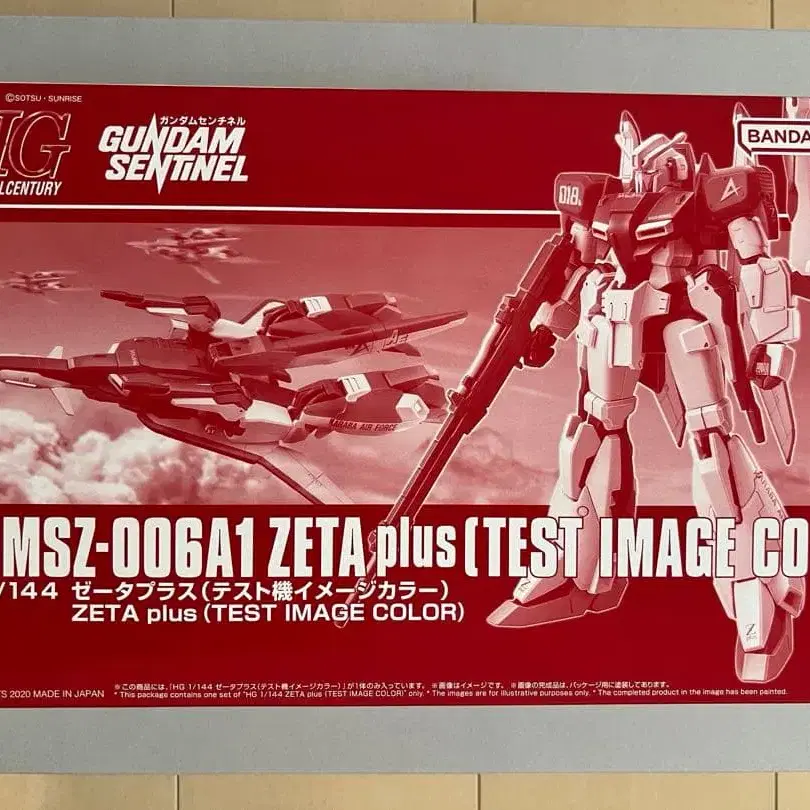 ©SOTSU・SUNRISE
HG
ガンダムセンチネル
GUNDAM
SENTINEL
LCENTURY
BANDA
018
A
KARABA AIR FORCE
MSZ-006A1 ZETA plus (TEST IMAGE CO
/144 ゼータプラス(テスト機イメージカラー)
ZETA plus (TEST IMAGE COLOR)
Z
TS 2020 MADE IN JAPAN
※この商品には、「HG 1/144 ゼータプラス(テスト機イメージカラー)」が1体のみ入っています。 ※画像はイメージです。 ※画像の完成品は、パッケージ用に塗装してあります。
* This package contains one set of "HG 1/144 ZETA plus (TEST IMAGE COLOR)" only. * The images are for illustrative purposes only. * The completed product in the image has been painted.